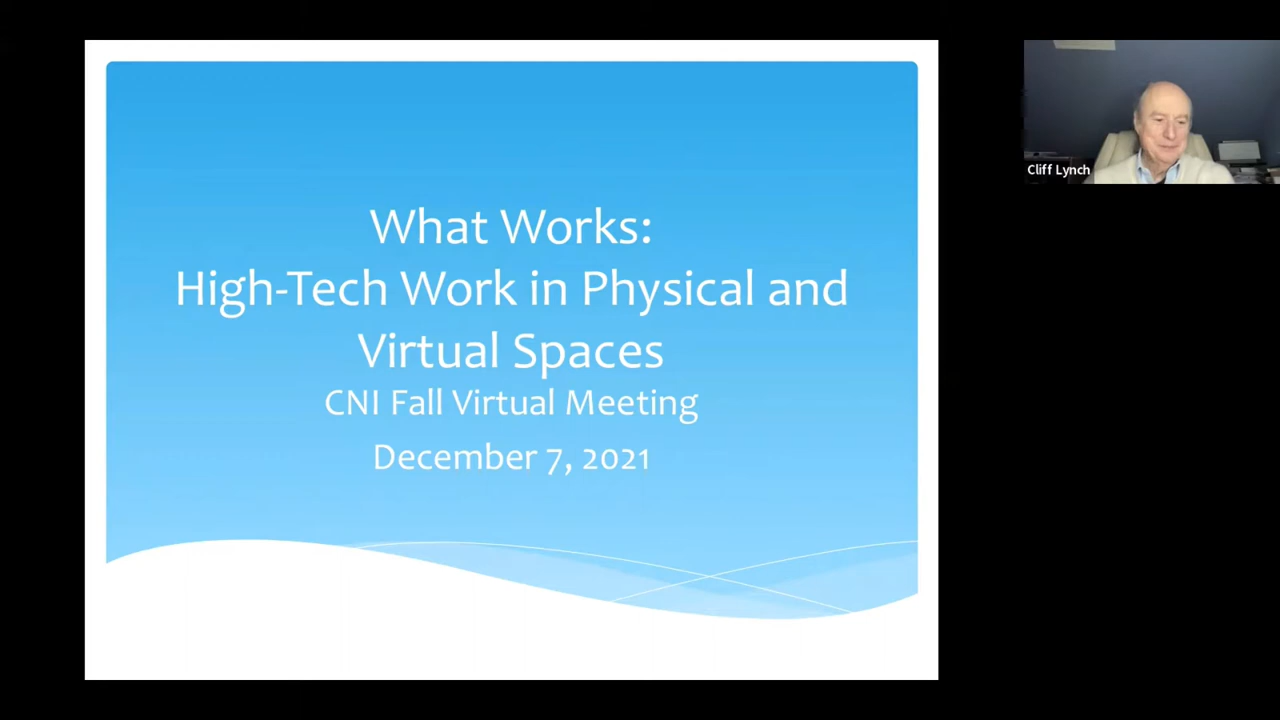 What Works:
High-Tech Work in Physical and
Virtual Spaces
CNI Fall Virtual Meeting
December 7, 2021
Cliff Lynch